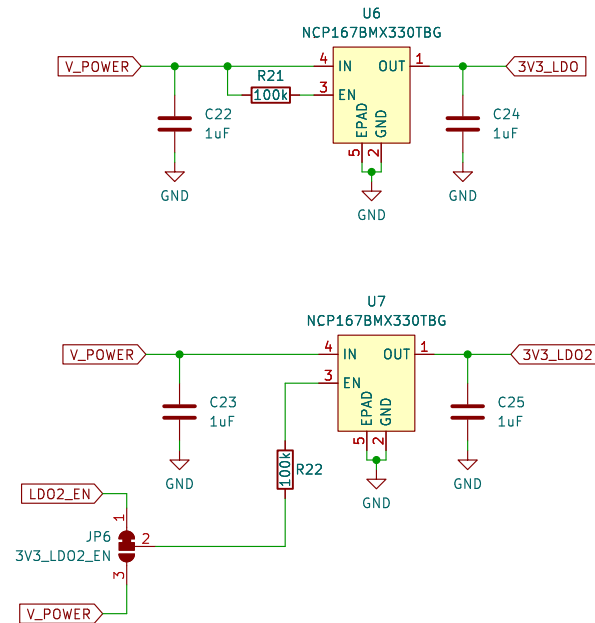 U6
NCP167BMX330TBG
V_POWER
4 IN OUT 1
3V3_LDO
R21
100k
3 EN
C22
1uF
EPAD
GND
5 2
C24
1uF
GND
GND
GND
U7
NCP167BMX330TBG
V_POWER
4 IN OUT 1
3V3_LDO2
3 EN
C23
1uF
EPAD
GND
5 2
C25
1uF
100k
R22
GND
GND
GND
LDO2_EN
1
JP6
2
3V3_LDO2_EN
3
V_POWER